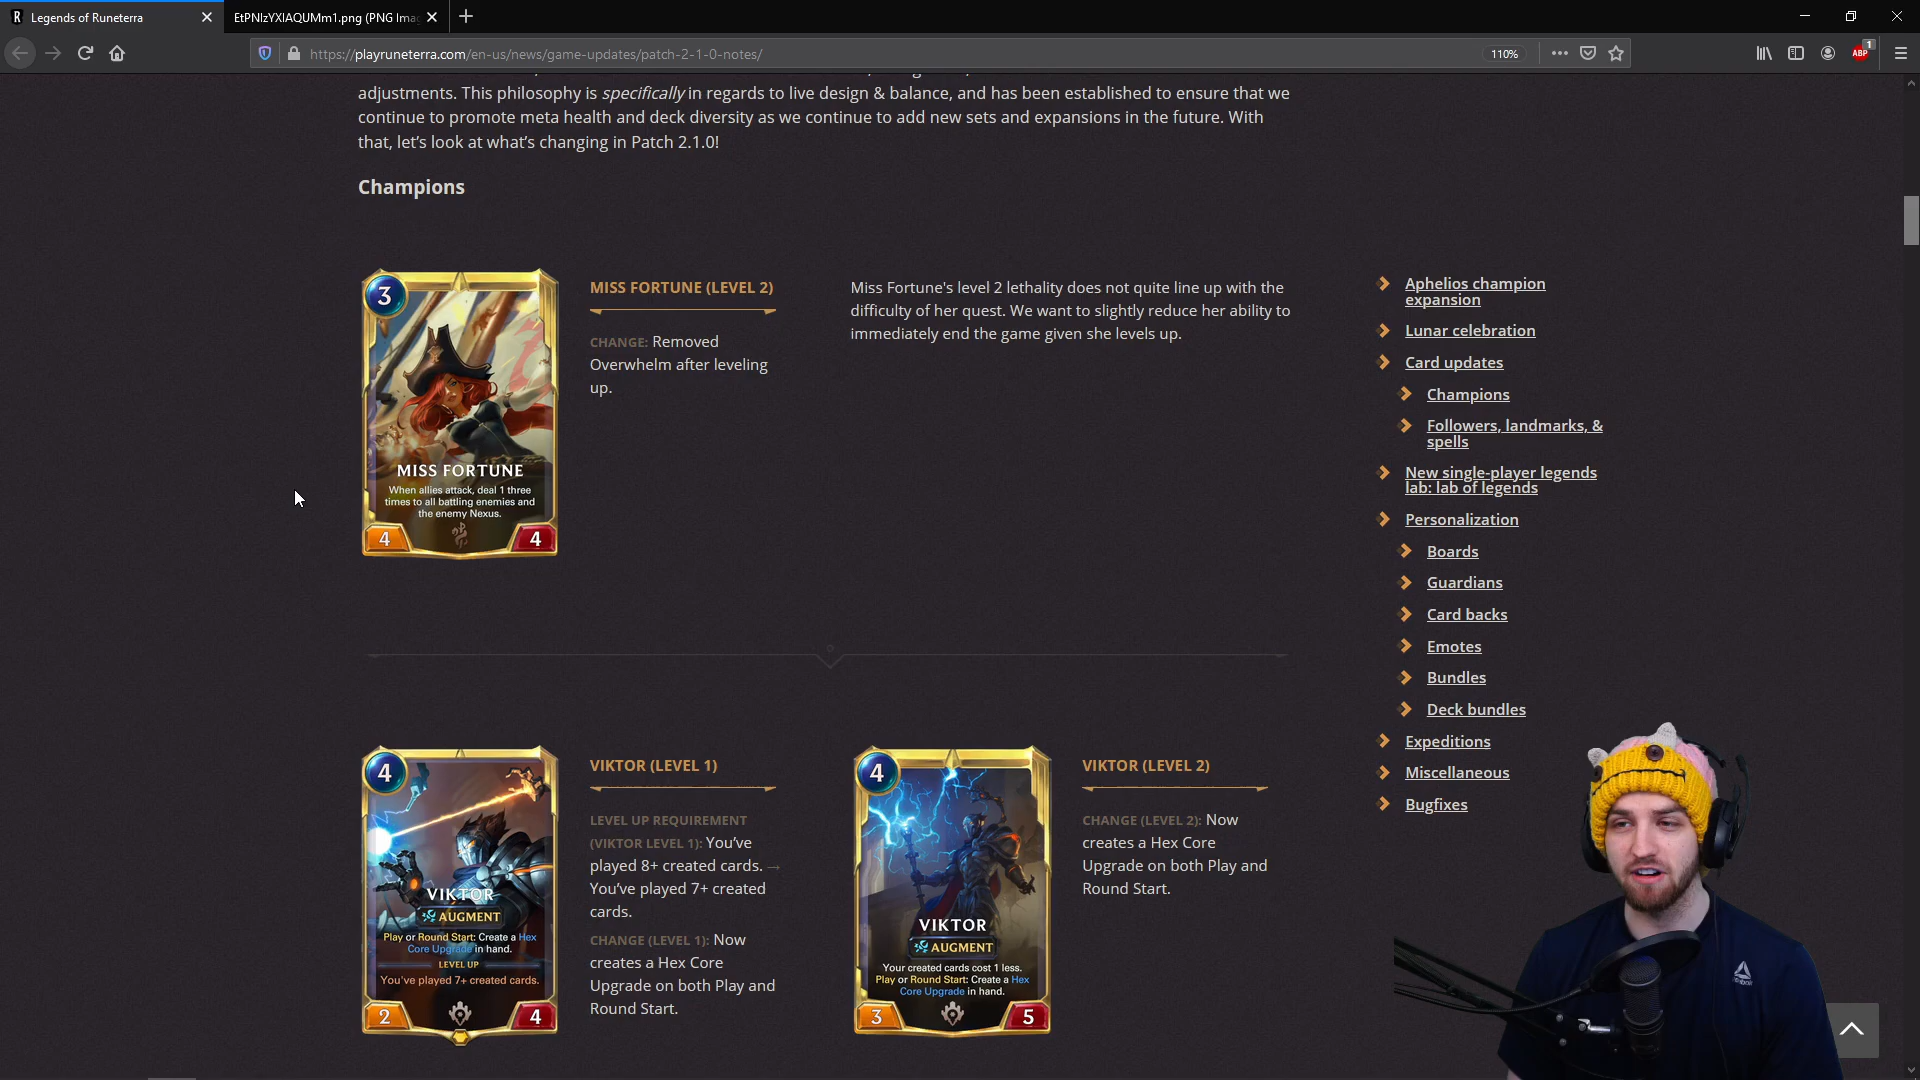 Legends of Runeterra
EtPNIzYXIAQUMm1.png (PNG Ima
https://playruneterra.com/en-us/news/game-updates/patch-2-1-0-notes/
110%
ABP
1
adjustments. This philosophy is specifically in regards to live design & balance, and has been established to ensure that we
continue to promote meta health and deck diversity as we continue to add new sets and expansions in the future. With
that, let's look at what's changing in Patch 2.1.0!
Champions
3
MISS FORTUNE
When allies attack, deal 1 three
times to all battling enemies and
the enemy Nexus.
4
4
MISS FORTUNE (LEVEL 2)
CHANGE: Removed
Overwhelm after leveling
up.
Miss Fortune's level 2 lethality does not quite line up with the
difficulty of her quest. We want to slightly reduce her ability to
immediately end the game given she levels up.
4
VIKTOR
AUGMENT
Play or Round Start: Create a Hex
Core Upgrade in hand.
LEVEL UP
You've played 7+ created cards.
2
4
VIKTOR (LEVEL 1)
LEVEL UP REQUIREMENT
(VIKTOR LEVEL 1): You've
played 8+ created cards. →
You've played 7+ created
cards.
CHANGE (LEVEL 1): Now
creates a Hex Core
Upgrade on both Play and
Round Start.
4
VIKTOR
AUGMENT
Your created cards cost 1 less.
Play or Round Start: Create a Hex
Core Upgrade in hand.
3
5
VIKTOR (LEVEL 2)
CHANGE (LEVEL 2): Now
creates a Hex Core
Upgrade on both Play and
Round Start.
Aphelios champion
expansion
Lunar celebration
Card updates
Champions
Followers, landmarks, &
spells
New single-player legends
lab: lab of legends
Personalization
Boards
Guardians
Card backs
Emotes
Bundles
Deck bundles
Expeditions
Miscellaneous
Bugfixes